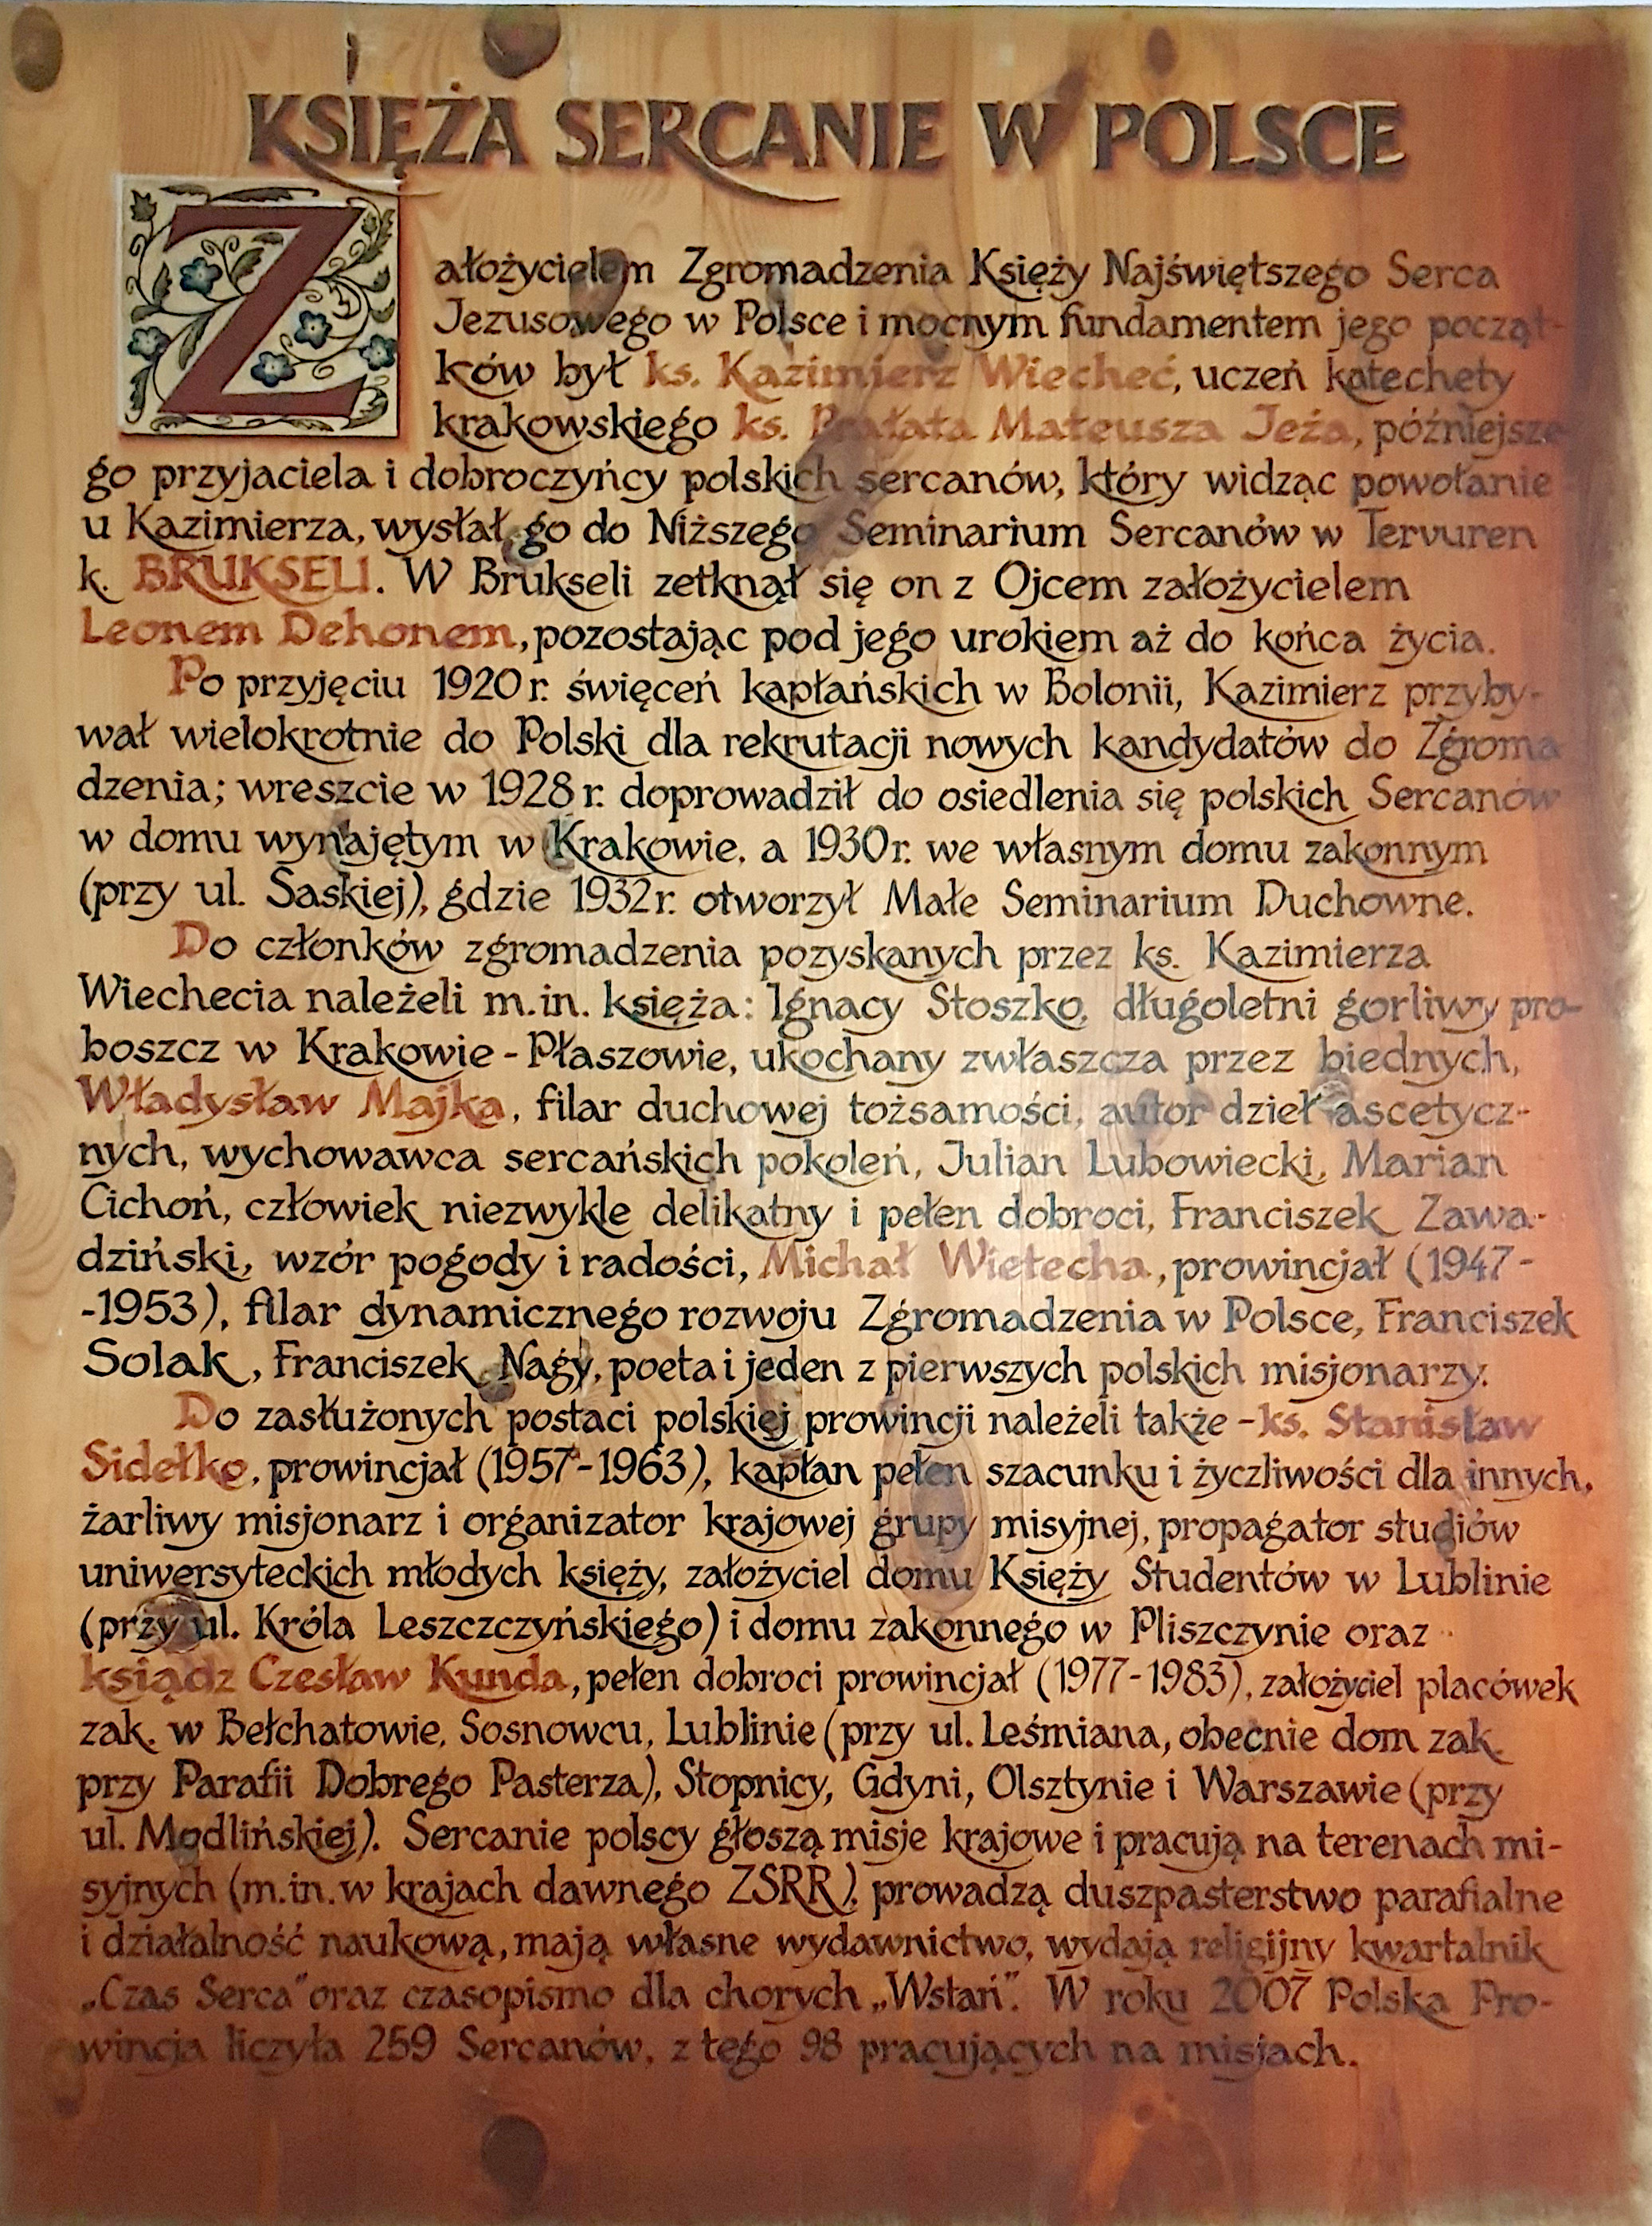 KSIĘŻA SERCANIE W POLSCE
Założycielem Zgromadzenia Księży Najświętszego Serca
Jezusowego w Polsce i mocnym fundamentem jego począt-
ków był ks. Kazimierz Wiecheć, uczeń katechety
krakowskiego ks. Prałata Mateusza Jeża, późniejsze-
go przyjaciela i dobroczyńcy polskich sercanów, który widząc powołanie
u Kazimierza, wysłał go do Niższego Seminarium Sercanów w Tervuren
k. BRUKSELI. W Brukseli zetknął się on z Ojcem założycielem
Leonem Dehonem, pozostając pod jego urokiem aż do końca życia.
Po przyjęciu 1920 r. święceń kapłańskich w Bolonii, Kazimierz przyby-
wał wielokrotnie do Polski dla rekrutacji nowych kandydatów do Zgroma
dzenia; wreszcie w 1928 r. doprowadził do osiedlenia się polskich Sercanów
w domu wynajętym w Krakowie, a 1930 r. we własnym domu zakonnym
(przy ul. Saskiej), gdzie 1932 r. otworzył Małe Seminarium Duchowne.
Do członków zgromadzenia pozyskanych przez ks. Kazimierza
Wiechecia należeli m.in. księża: Ignacy Stoszko, długoletni gorliwy pro-
boszcz w Krakowie - Płaszowie, ukochany zwłaszcza przez biednych,
Władysław Majka, filar duchowej tożsamości, autor dzieł ascetycz-
nych, wychowawca sercańskich pokoleń, Julian Lubowiecki, Marian
Cichoń, człowiek niezwykle delikatny i pełen dobroci, Franciszek Zawa-
dziński, wzór pogody i radości, Michał Wietecha, prowincjał (1947 -
-1953), filar dynamicznego rozwoju Zgromadzenia w Polsce, Franciszek
Solak, Franciszek Nagy, poeta i jeden z pierwszych polskich misjonarzy.
Do zasłużonych postaci polskiej prowincji należeli także - ks. Stanisław
Sidełko, prowincjał (1957-1963), kapłan pełen szacunku i życzliwości dla innych,
żarliwy misjonarz i organizator krajowej grupy misyjnej, propagator studiów
uniwersyteckich młodych księży, założyciel domu Księży Studentów w Lublinie
(przy ul. Króla Leszczczyńskiego) i domu zakonnego w Pliszczynie oraz
ksiądz Czesław Kunda, pełen dobroci prowincjał (1977-1983), założyciel placówek
zak. w Bełchatowie, Sosnowcu, Lublinie (przy ul. Leśmiana, obecnie dom zak.
przy Parafii Dobrego Pasterza), Stopnicy, Gdyni, Olsztynie i Warszawie (przy
ul. Modlińskiej). Sercanie polscy głoszą misje krajowe i pracują na terenach mi-
syjnych (m.in. w krajach dawnego ZSRR), prowadzą duszpasterstwo parafialne
i działalność naukową, mają własne wydawnictwo, wydają religijny kwartalnik
„Czas Serca" oraz czasopismo dla chorych „Wstań". W roku 2007 Polska Pro-
wincja liczyła 259 Sercanów, z tego 98 pracujących na misjach.